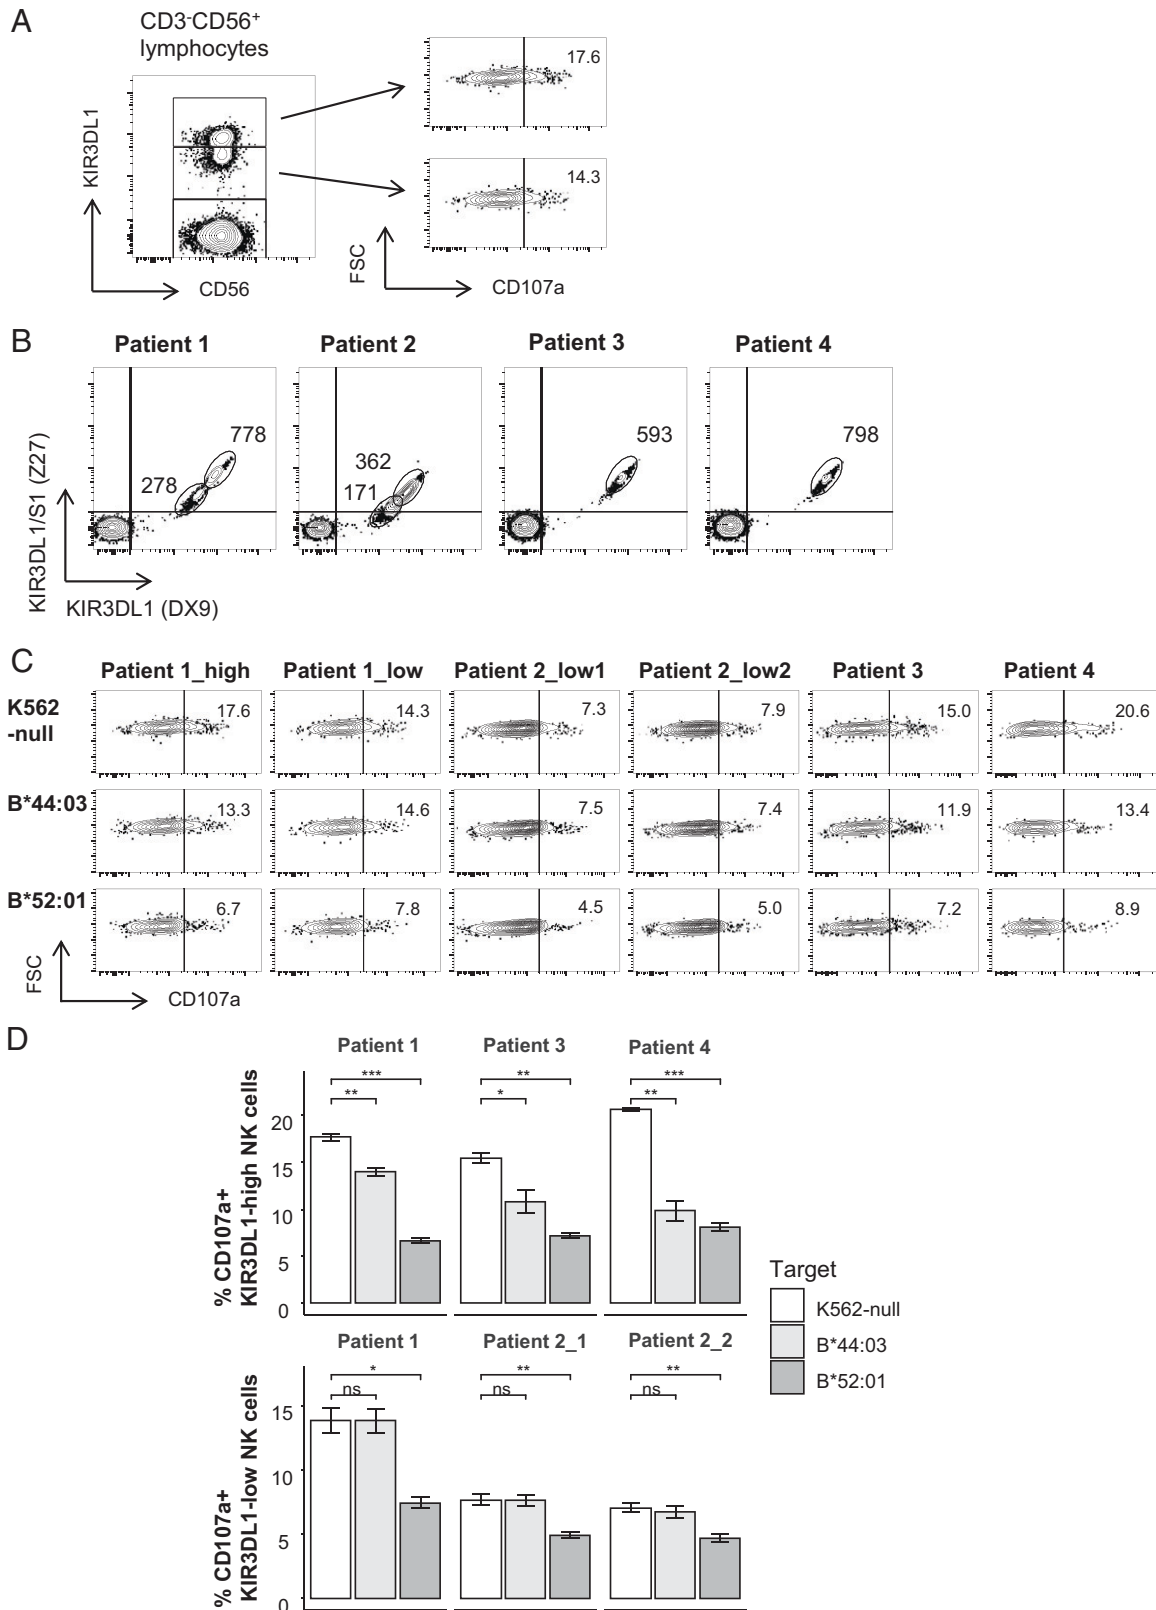 A
CD3-CD56+
lymphocytes
KIR3DL1
CD56
17.6
14.3
FSC
CD107a
B
Patient 1 Patient 2 Patient 3 Patient 4
KIR3DL1/S1 (Z27)
778
278
362
171
593
798
KIR3DL1 (DX9)
C
Patient 1_high Patient 1_low Patient 2_low1 Patient 2_low2 Patient 3 Patient 4
K562
-null
17.6 14.3 7.3 7.9 15.0 20.6
B*44:03
13.3 14.6 7.5 7.4 11.9 13.4
B*52:01
6.7 7.8 4.5 5.0 7.2 8.9
FSC
CD107a
D
Patient 1 Patient 3 Patient 4
% CD107a+
KIR3DL1-high NK cells
*** ** ***
** * **
20
15
10
5
0
Target
K562-null
B*44:03
B*52:01
Patient 1 Patient 2_1 Patient 2_2
% CD107a+
KIR3DL1-low NK cells
* ** **
ns ns ns
15
10
5
0